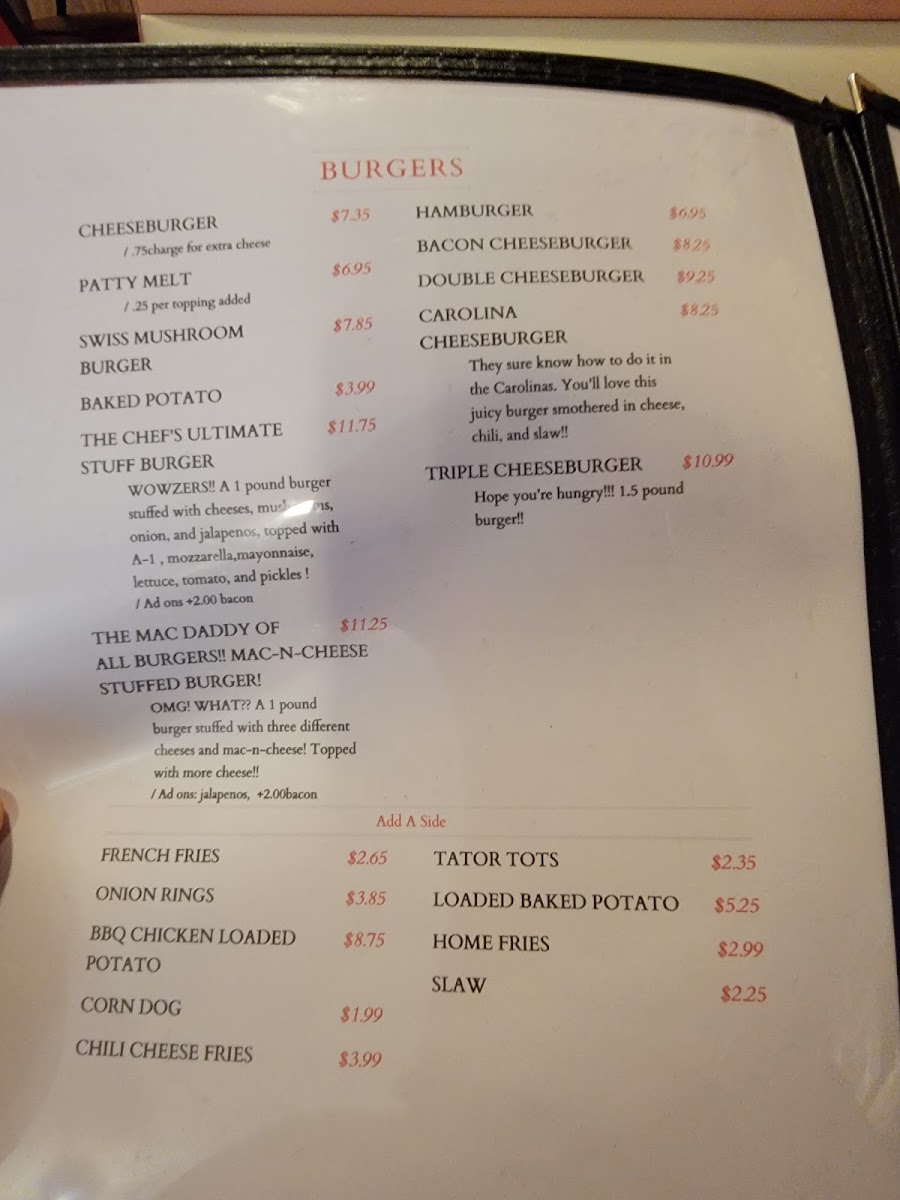 BURGERS
CHEESEBURGER $7.35
/ .75charge for extra cheese
PATTY MELT $6.95
/ .25 per topping added
SWISS MUSHROOM $7.85
BURGER
BAKED POTATO $3.99
THE CHEF'S ULTIMATE $11.75
STUFF BURGER
WOWZERS!! A 1 pound burger
stuffed with cheeses,
onion, and jalapenos, topped with
A-1 , mozzarella,mayonnaise,
lettuce, tomato, and pickles !
/ Ad ons +2.00 bacon
THE MAC DADDY OF $11.25
ALL BURGERS!! MAC-N-CHEESE
STUFFED BURGER!
OMG! WHAT?? A 1 pound
burger stuffed with three different
cheeses and mac-n-cheese! Topped
with more cheese!!
/ Ad ons: jalapenos, +2.00bacon
HAMBURGER $6.95
BACON CHEESEBURGER $8.25
DOUBLE CHEESEBURGER $9.25
CAROLINA $8.25
CHEESEBURGER
They sure know how to do it in
the Carolinas. You'll love this
juicy burger smothered in cheese,
chili, and slaw!!
TRIPLE CHEESEBURGER $10.99
Hope you're hungry!!! 1.5 pound
burger!!
Add A Side
FRENCH FRIES $2.65
ONION RINGS $3.85
BBQ CHICKEN LOADED $8.75
POTATO
CORN DOG $1.99
CHILI CHEESE FRIES $3.99
TATOR TOTS $2.35
LOADED BAKED POTATO $5.25
HOME FRIES $2.99
SLAW $2.25